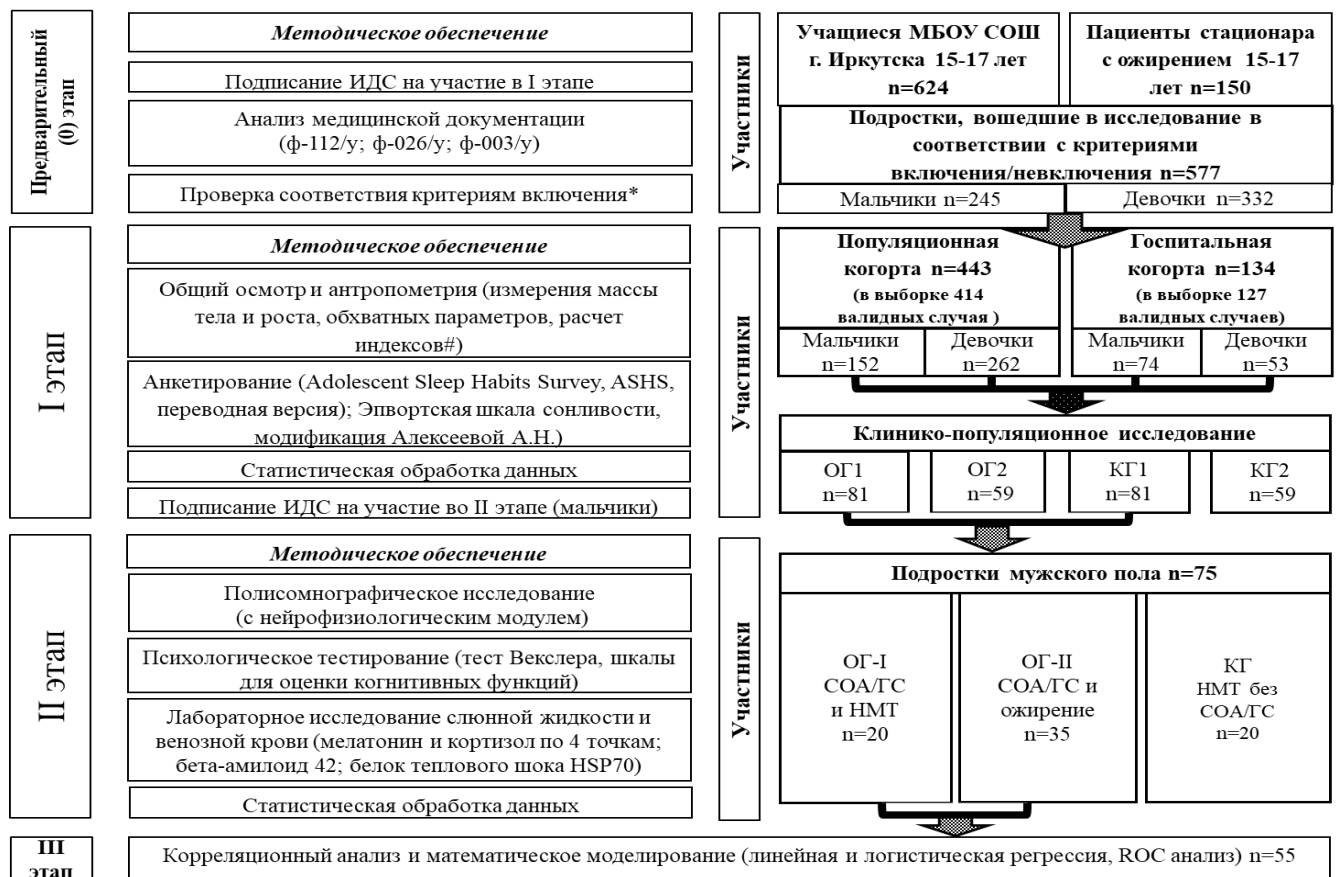 Предварительный
(0) этап
Методическое обеспечение
Подписание ИДС на участие в I этапе
Анализ медицинской документации
(ф-112/у; ф-026/у; ф-003/у)
Проверка соответствия критериям включения*
Участники
Учащиеся МБОУ СОШ
г. Иркутска 15-17 лет
n=624
Пациенты стационара
с ожирением 15-17
лет n=150
Подростки, вошедшие в исследование в
соответствии с критериями
включения/невключения n=577
Мальчики n=245
Девочки n=332
I этап
Методическое обеспечение
Общий осмотр и антропометрия (измерения массы
тела и роста, обхватных параметров, расчет
индексов#)
Анкетирование (Adolescent Sleep Habits Survey, ASHS,
переводная версия); Эпвортская шкала сонливости,
модификация Алексеевой А.Н.)
Статистическая обработка данных
Подписание ИДС на участие во II этапе (мальчики)
Участники
Популяционная
когорта n=443
(в выборке 414
валидных случая )
Госпитальная
когорта n=134
(в выборке 127
валидных случаев)
Мальчики
n=152
Девочки
n=262
Мальчики
n=74
Девочки
n=53
Клинико-популяционное исследование
ОГ1
n=81
ОГ2
n=59
КГ1
n=81
КГ2
n=59
II этап
Методическое обеспечение
Полисомнографическое исследование
(с нейрофизиологическим модулем)
Психологическое тестирование (тест Векслера, шкалы
для оценки когнитивных функций)
Лабораторное исследование слюнной жидкости и
венозной крови (мелатонин и кортизол по 4 точкам;
бета-амилоид 42; белок теплового шока HSP70)
Статистическая обработка данных
Участники
Подростки мужского пола n=75
ОГ-I
СОА/ГС
и НМТ
n=20
ОГ-II
СОА/ГС и
ожирение
n=35
КГ
НМТ без
СОА/ГС
n=20
III
этап
Корреляционный анализ и математическое моделирование (линейная и логистическая регрессия, ROC анализ) n=55